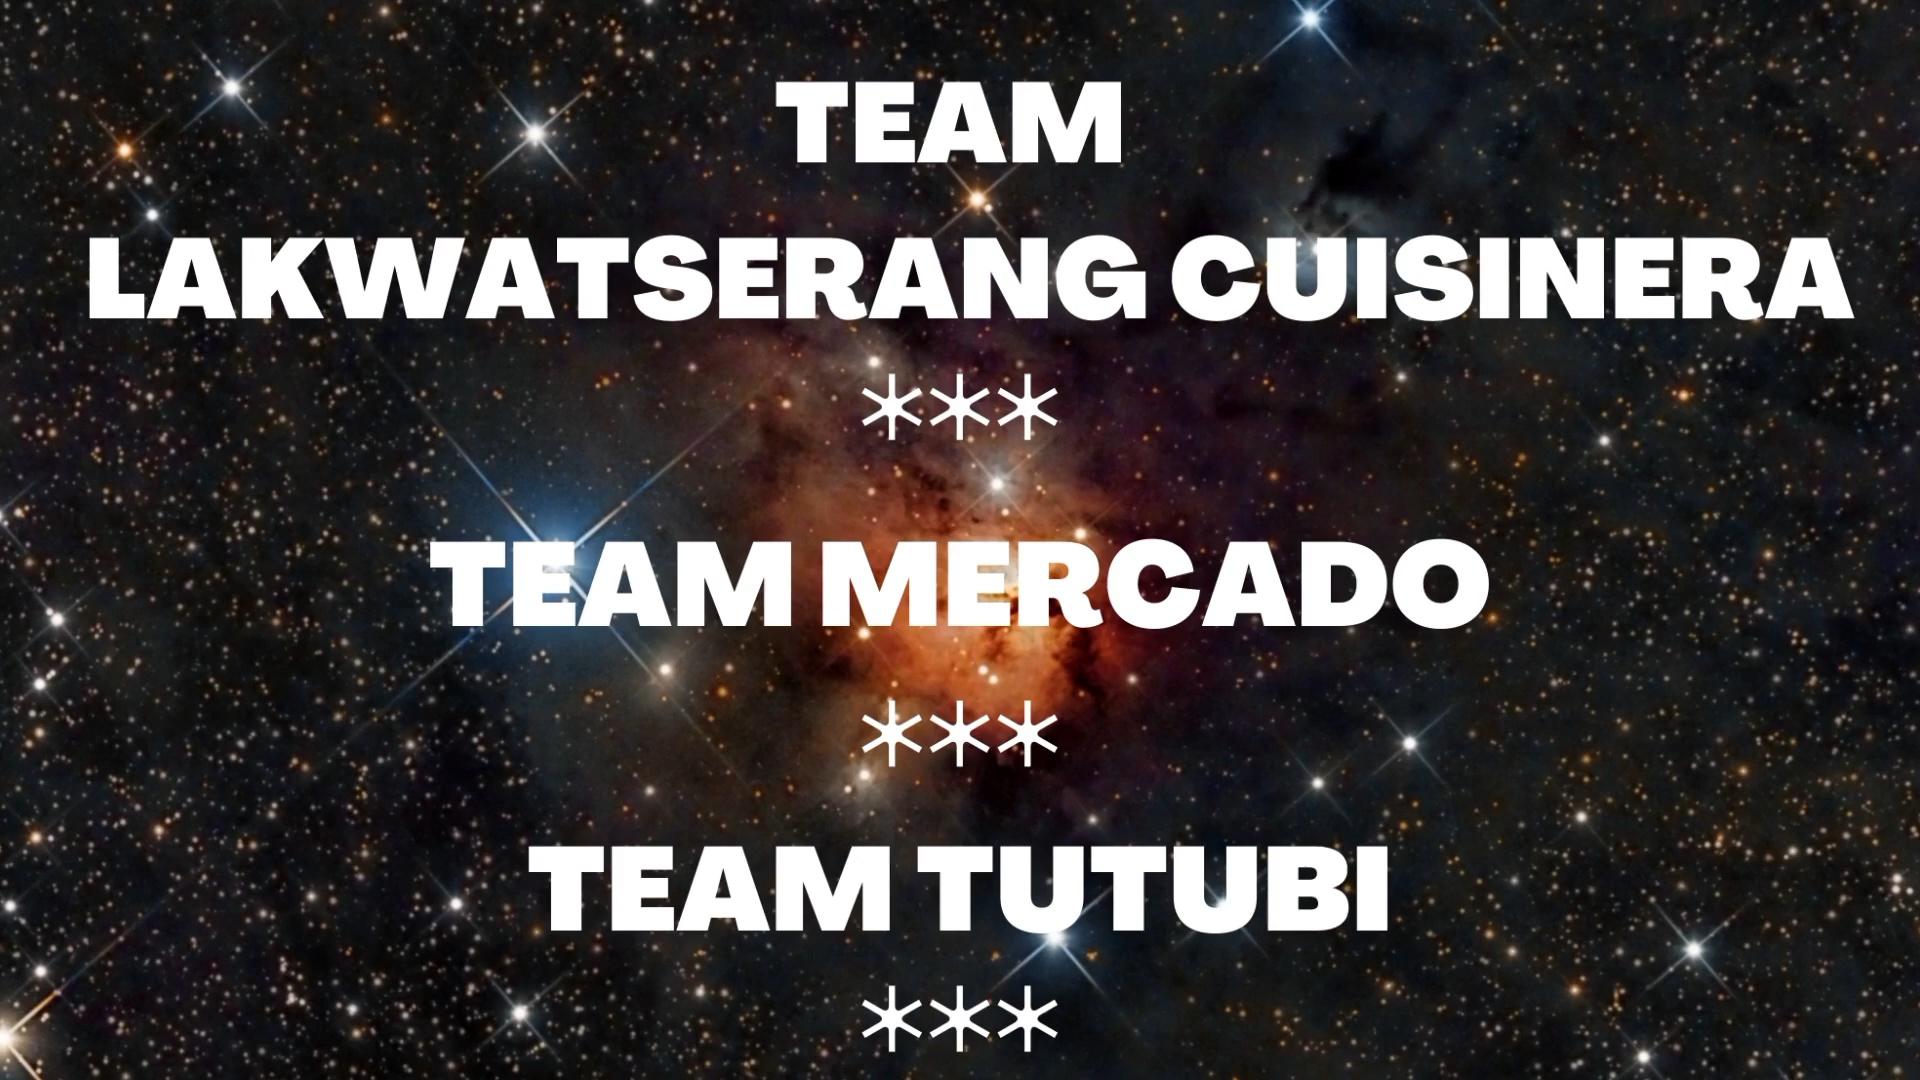 TEAM
LAKWATSERANG CUISINERA
***
TEAM MERCADO
***
TEAM TUTUBI
***